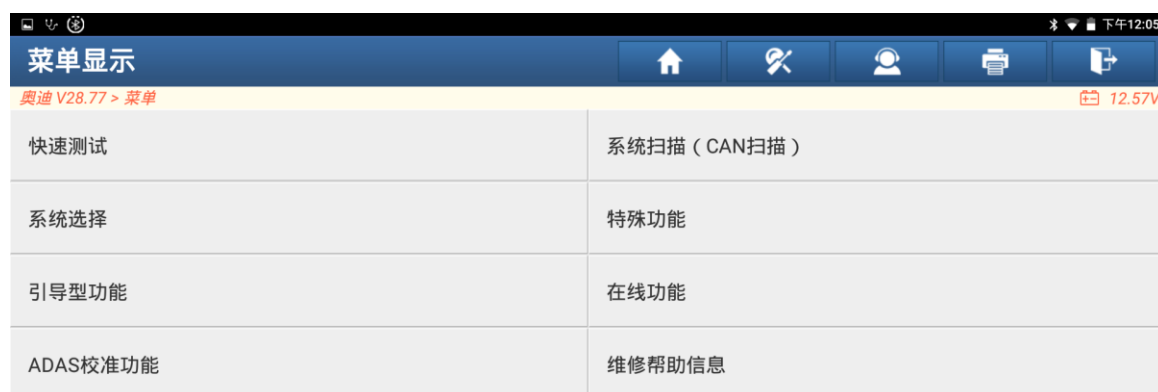 下午12:05
菜单显示
奥迪 V28.77 > 菜单
12.57V
快速测试
系统扫描（CAN扫描）
系统选择
特殊功能
引导型功能
在线功能
ADAS校准功能
维修帮助信息